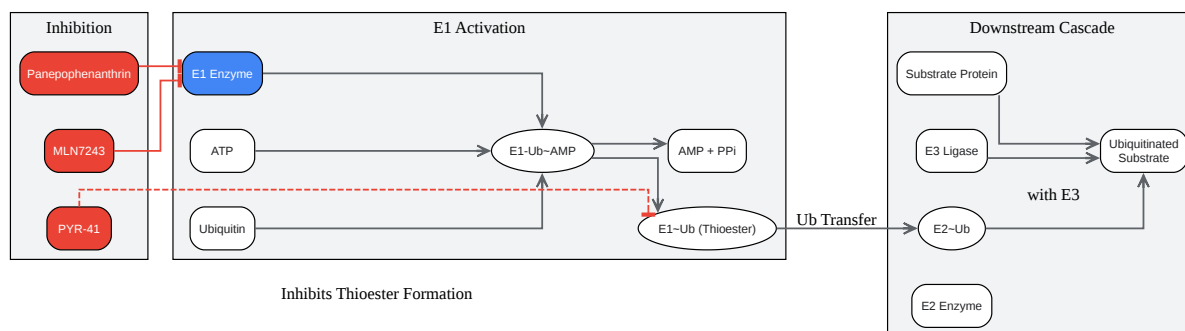 Inhibition
E1 Activation
Downstream Cascade
Panepophenanthrin
E1 Enzyme
Substrate Protein
MLN7243
ATP
E1-Ub~AMP
AMP + PPi
E3 Ligase
Ubiquitinated
Substrate
with E3
PYR-41
Ubiquitin
E1~Ub (Thioester)
Ub Transfer
E2~Ub
Inhibits Thioester Formation
E2 Enzyme